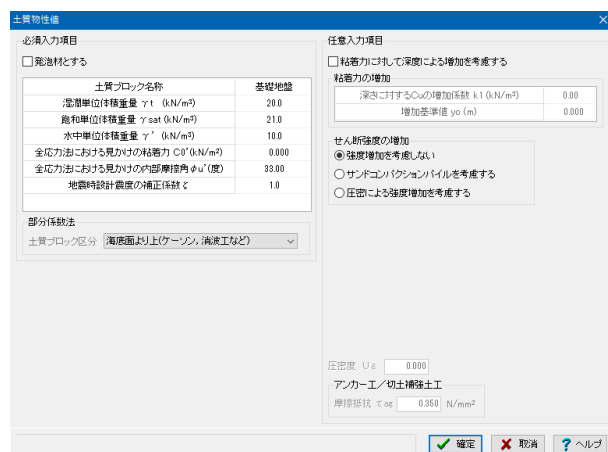 土質物性値
必須入力項目
発泡材とする
土質ブロック名称 基礎地盤
湿潤単位体積重量 γt (kN/m³) 20.0
飽和単位体積重量 γsat(kN/m³) 21.0
水中単位体積重量 γ' (kN/m³) 10.0
全応力法における見かけの粘着力 C0'(kN/m²) 0.000
全応力法における見かけの内部摩擦角 φu'(度) 33.00
地震時設計震度の補正係数 ζ 1.0
部分係数法
土質ブロック区分 海底面より上(ケーソン, 消波工など)
任意入力項目
粘着力に対して深度による増加を考慮する
粘着力の増加
深さに対するCuの増加係数 k1(kN/m³) 0.00
増加基準値 yo(m) 0.000
せん断強度の増加
強度増加を考慮しない
サンドコンパクションパイルを考慮する
圧密による強度増加を考慮する
圧密度 Uε 0.000
アンカー工/切土補強土工
摩擦抵抗 τag 0.350 N/mm²
確定 取消 ヘルプ